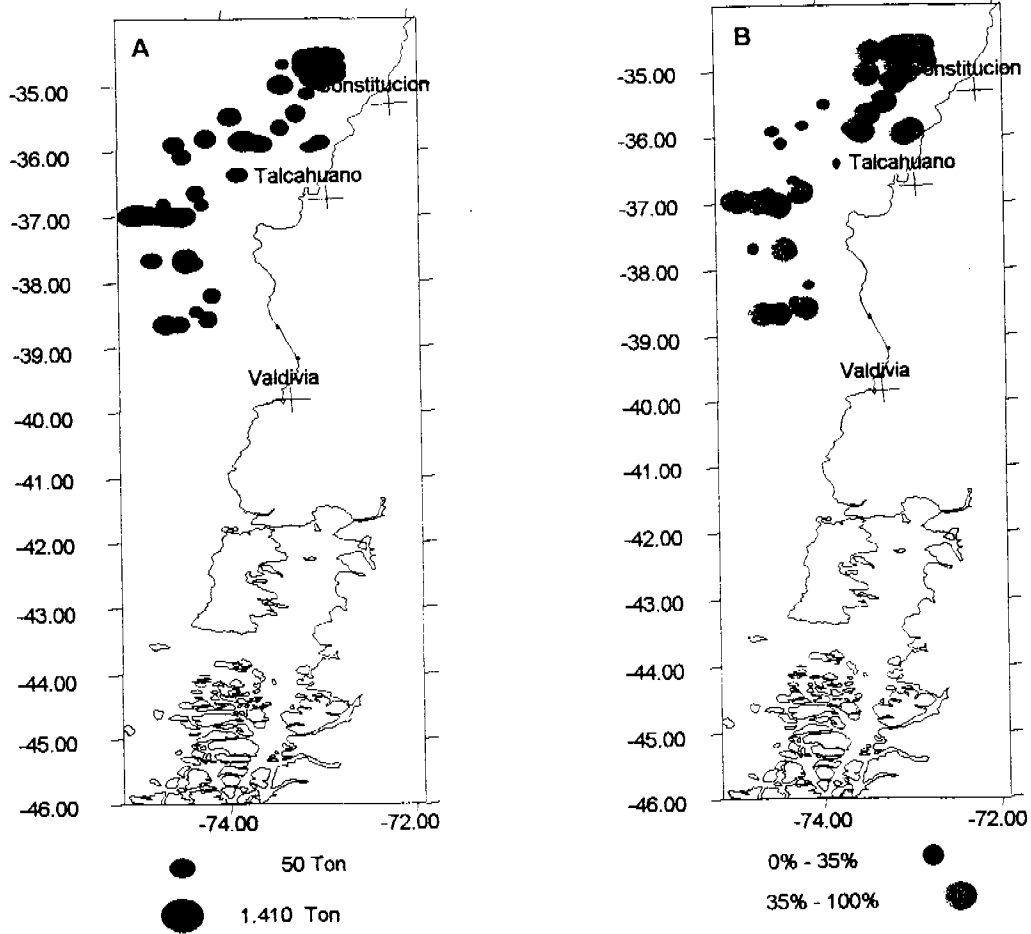 A
-35.00
-36.00
-37.00
-38.00
-39.00
-40.00
-41.00
-42.00
-43.00
-44.00
-45.00
-46.00
Constitucion
Talcahuano
Valdivia
-74.00
-72.00
50 Ton
1.410 Ton
B
-35.00
-36.00
-37.00
-38.00
-39.00
-40.00
-41.00
-42.00
-43.00
-44.00
-45.00
-46.00
Constitucion
Talcahuano
Valdivia
-74.00
-72.00
0% - 35%
35% - 100%